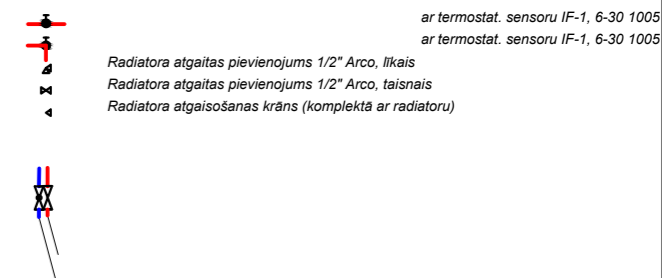 ar termostat. sensoru IF-1, 6-30 1005
ar termostat. sensoru IF-1, 6-30 1005
Radiatora atgaitas pievienojums 1/2" Arco, līkais
Radiatora atgaitas pievienojums 1/2" Arco, taisnais
Radiatora atgaisošanas krāns (komplektā ar radiatoru)